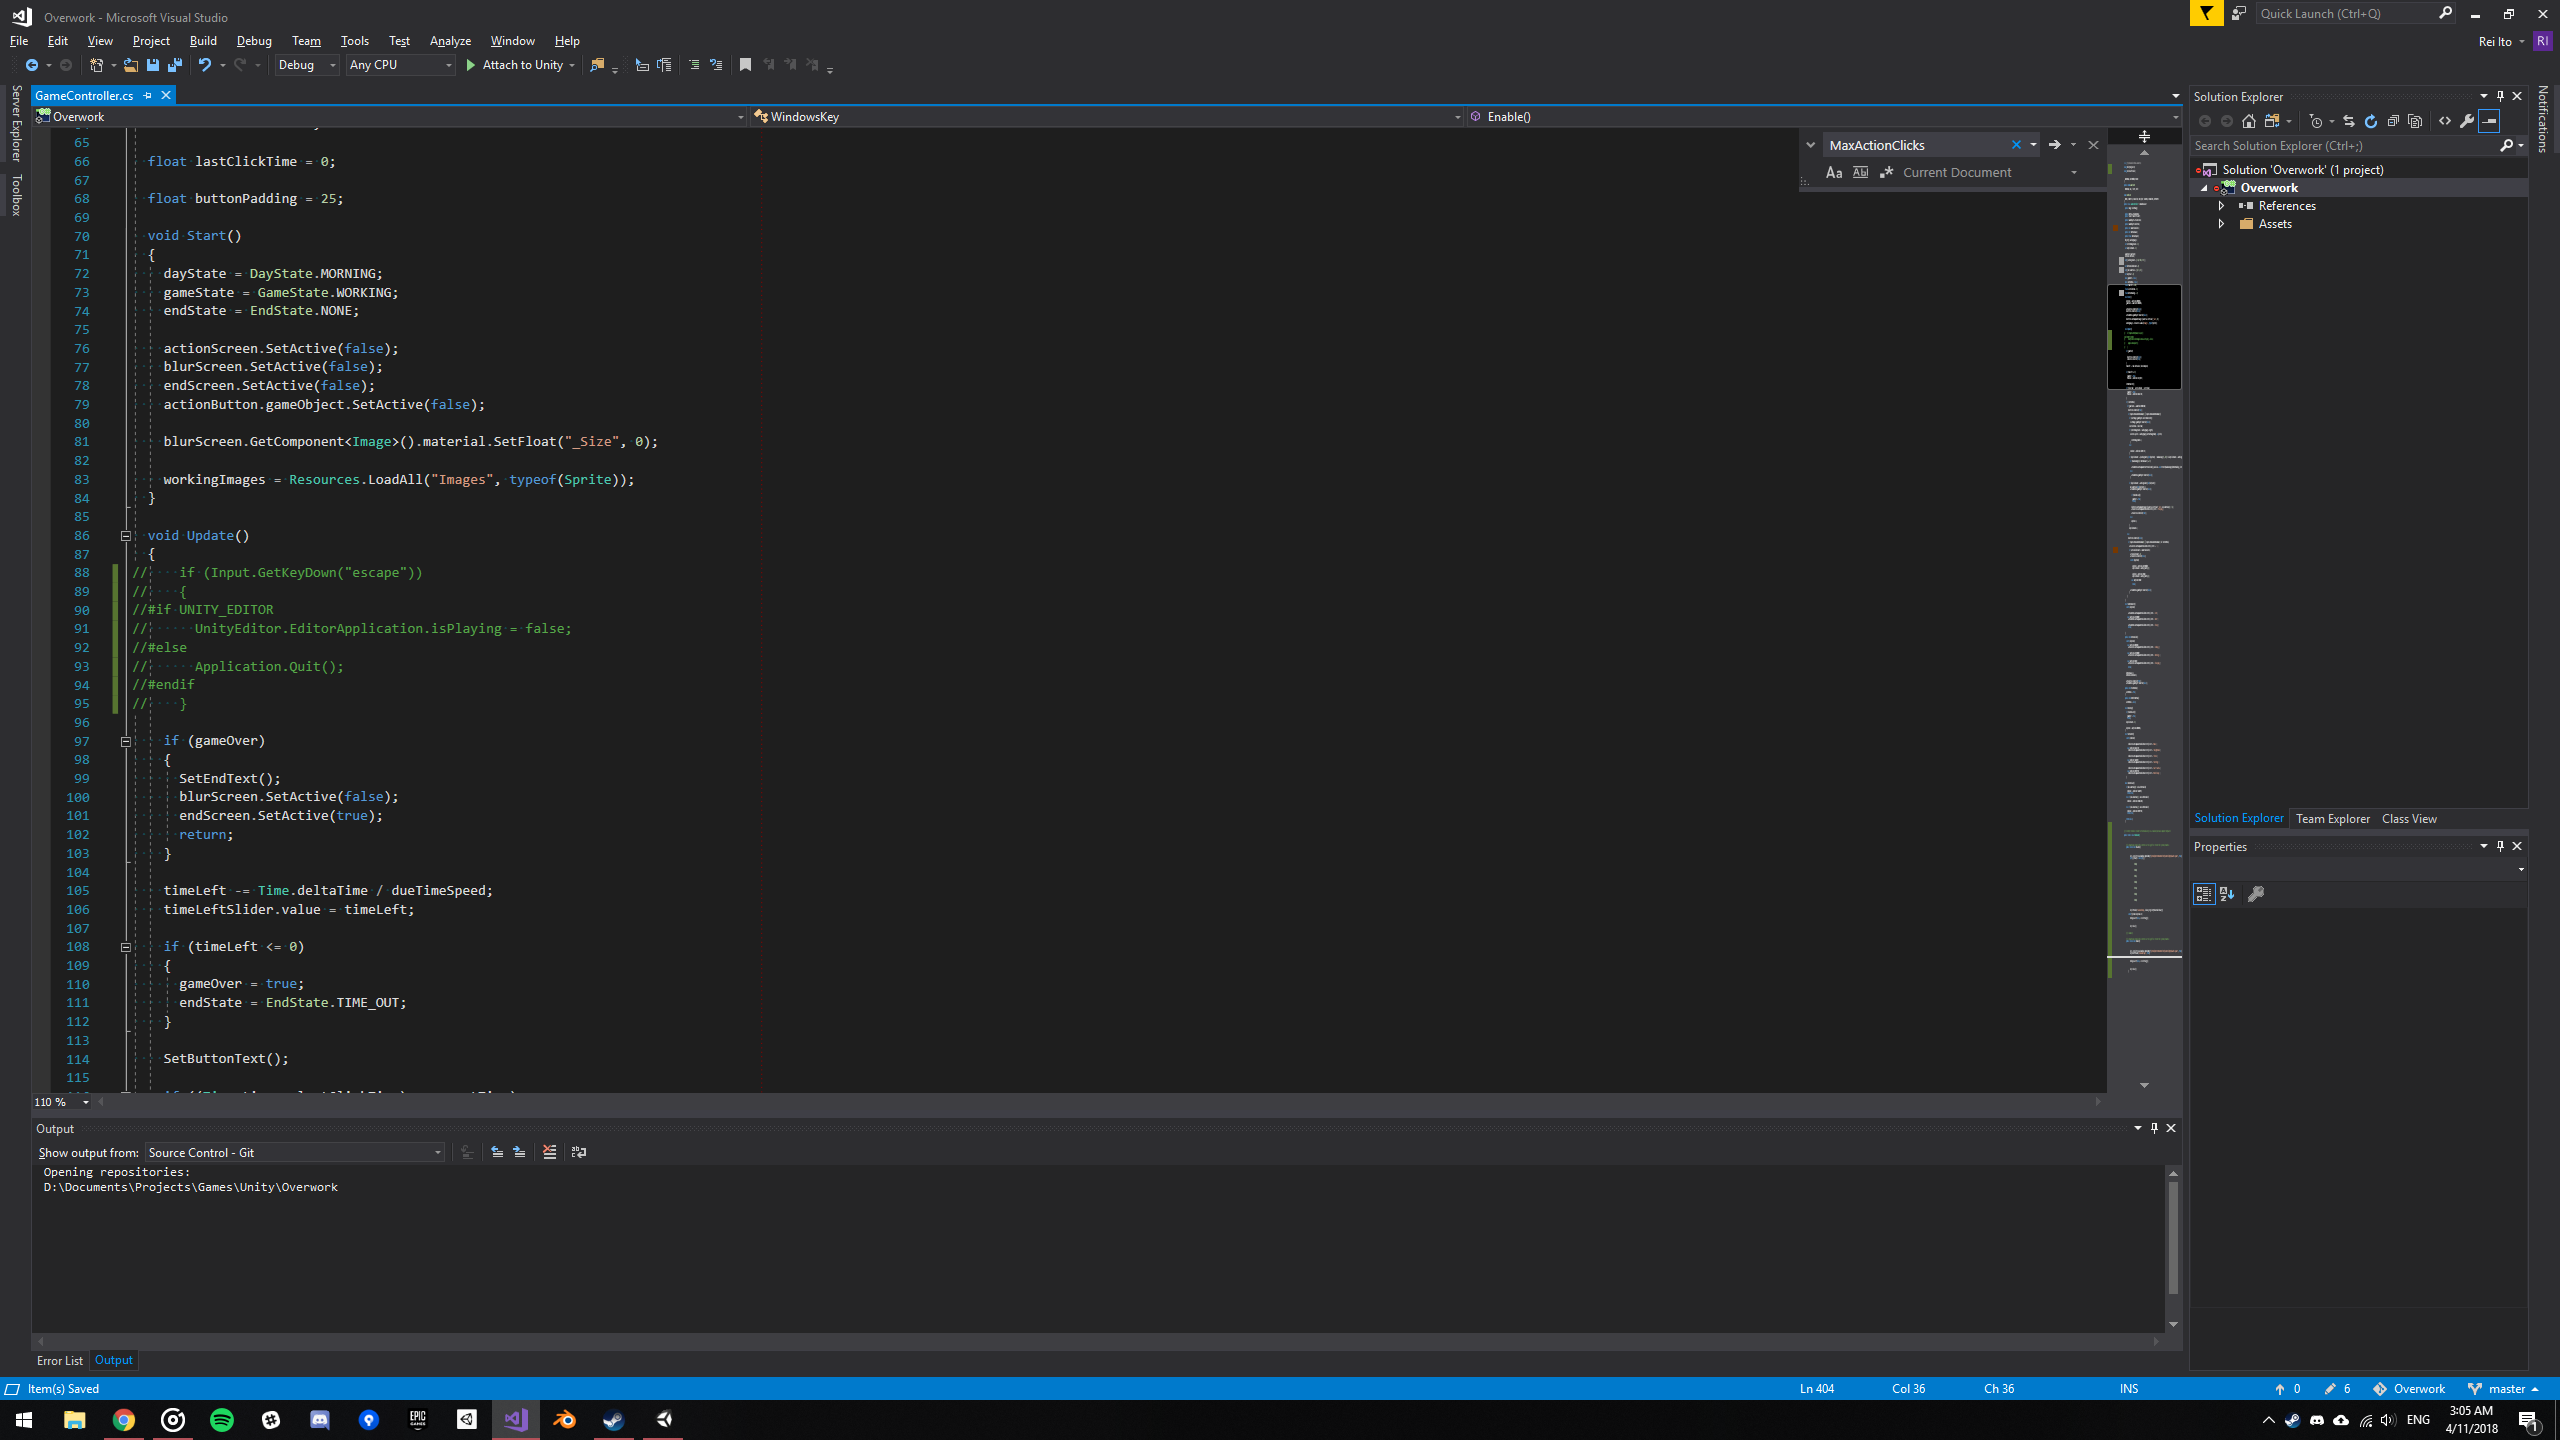 Overwork - Microsoft Visual Studio
Quick Launch (Ctrl+Q)
File Edit View Project Build Debug Team Tools Test Analyze Window Help
Rei Ito RI
Debug Any CPU Attach to Unity
Server Explorer
Toolbox
GameController.cs
Overwork WindowsKey Enable()
MaxActionClicks
Aa Ab Current Document
65
66 float lastClickTime = 0;
67
68 float buttonPadding = 25;
69
70 void Start()
71 {
72 dayState = DayState.MORNING;
73 gameState = GameState.WORKING;
74 endState = EndState.NONE;
75
76 actionScreen.SetActive(false);
77 blurScreen.SetActive(false);
78 endScreen.SetActive(false);
79 actionButton.gameObject.SetActive(false);
80
81 blurScreen.GetComponent<Image>().material.SetFloat("_Size", 0);
82
83 workingImages = Resources.LoadAll("Images", typeof(Sprite));
84 }
85
86 void Update()
87 {
88 // if (Input.GetKeyDown("escape"))
89 // {
90 //#if UNITY_EDITOR
91 // UnityEditor.EditorApplication.isPlaying = false;
92 //#else
93 // Application.Quit();
94 //#endif
95 // }
96
97 if (gameOver)
98 {
99 SetEndText();
100 blurScreen.SetActive(false);
101 endScreen.SetActive(true);
102 return;
103 }
104
105 timeLeft -= Time.deltaTime / dueTimeSpeed;
106 timeLeftSlider.value = timeLeft;
107
108 if (timeLeft <= 0)
109 {
110 gameOver = true;
111 endState = EndState.TIME_OUT;
112 }
113
114 SetButtonText();
115
110 %
Solution Explorer
Search Solution Explorer (Ctrl+;)
Solution 'Overwork' (1 project)
Overwork
References
Assets
Solution Explorer Team Explorer Class View
Properties
Notifications
Output
Show output from: Source Control - Git
Opening repositories:
D:\Documents\Projects\Games\Unity\Overwork
Error List Output
Item(s) Saved Ln 404 Col 36 Ch 36 INS 0 6 Overwork master
EPIC GAMES
ENG
3:05 AM
4/11/2018
1